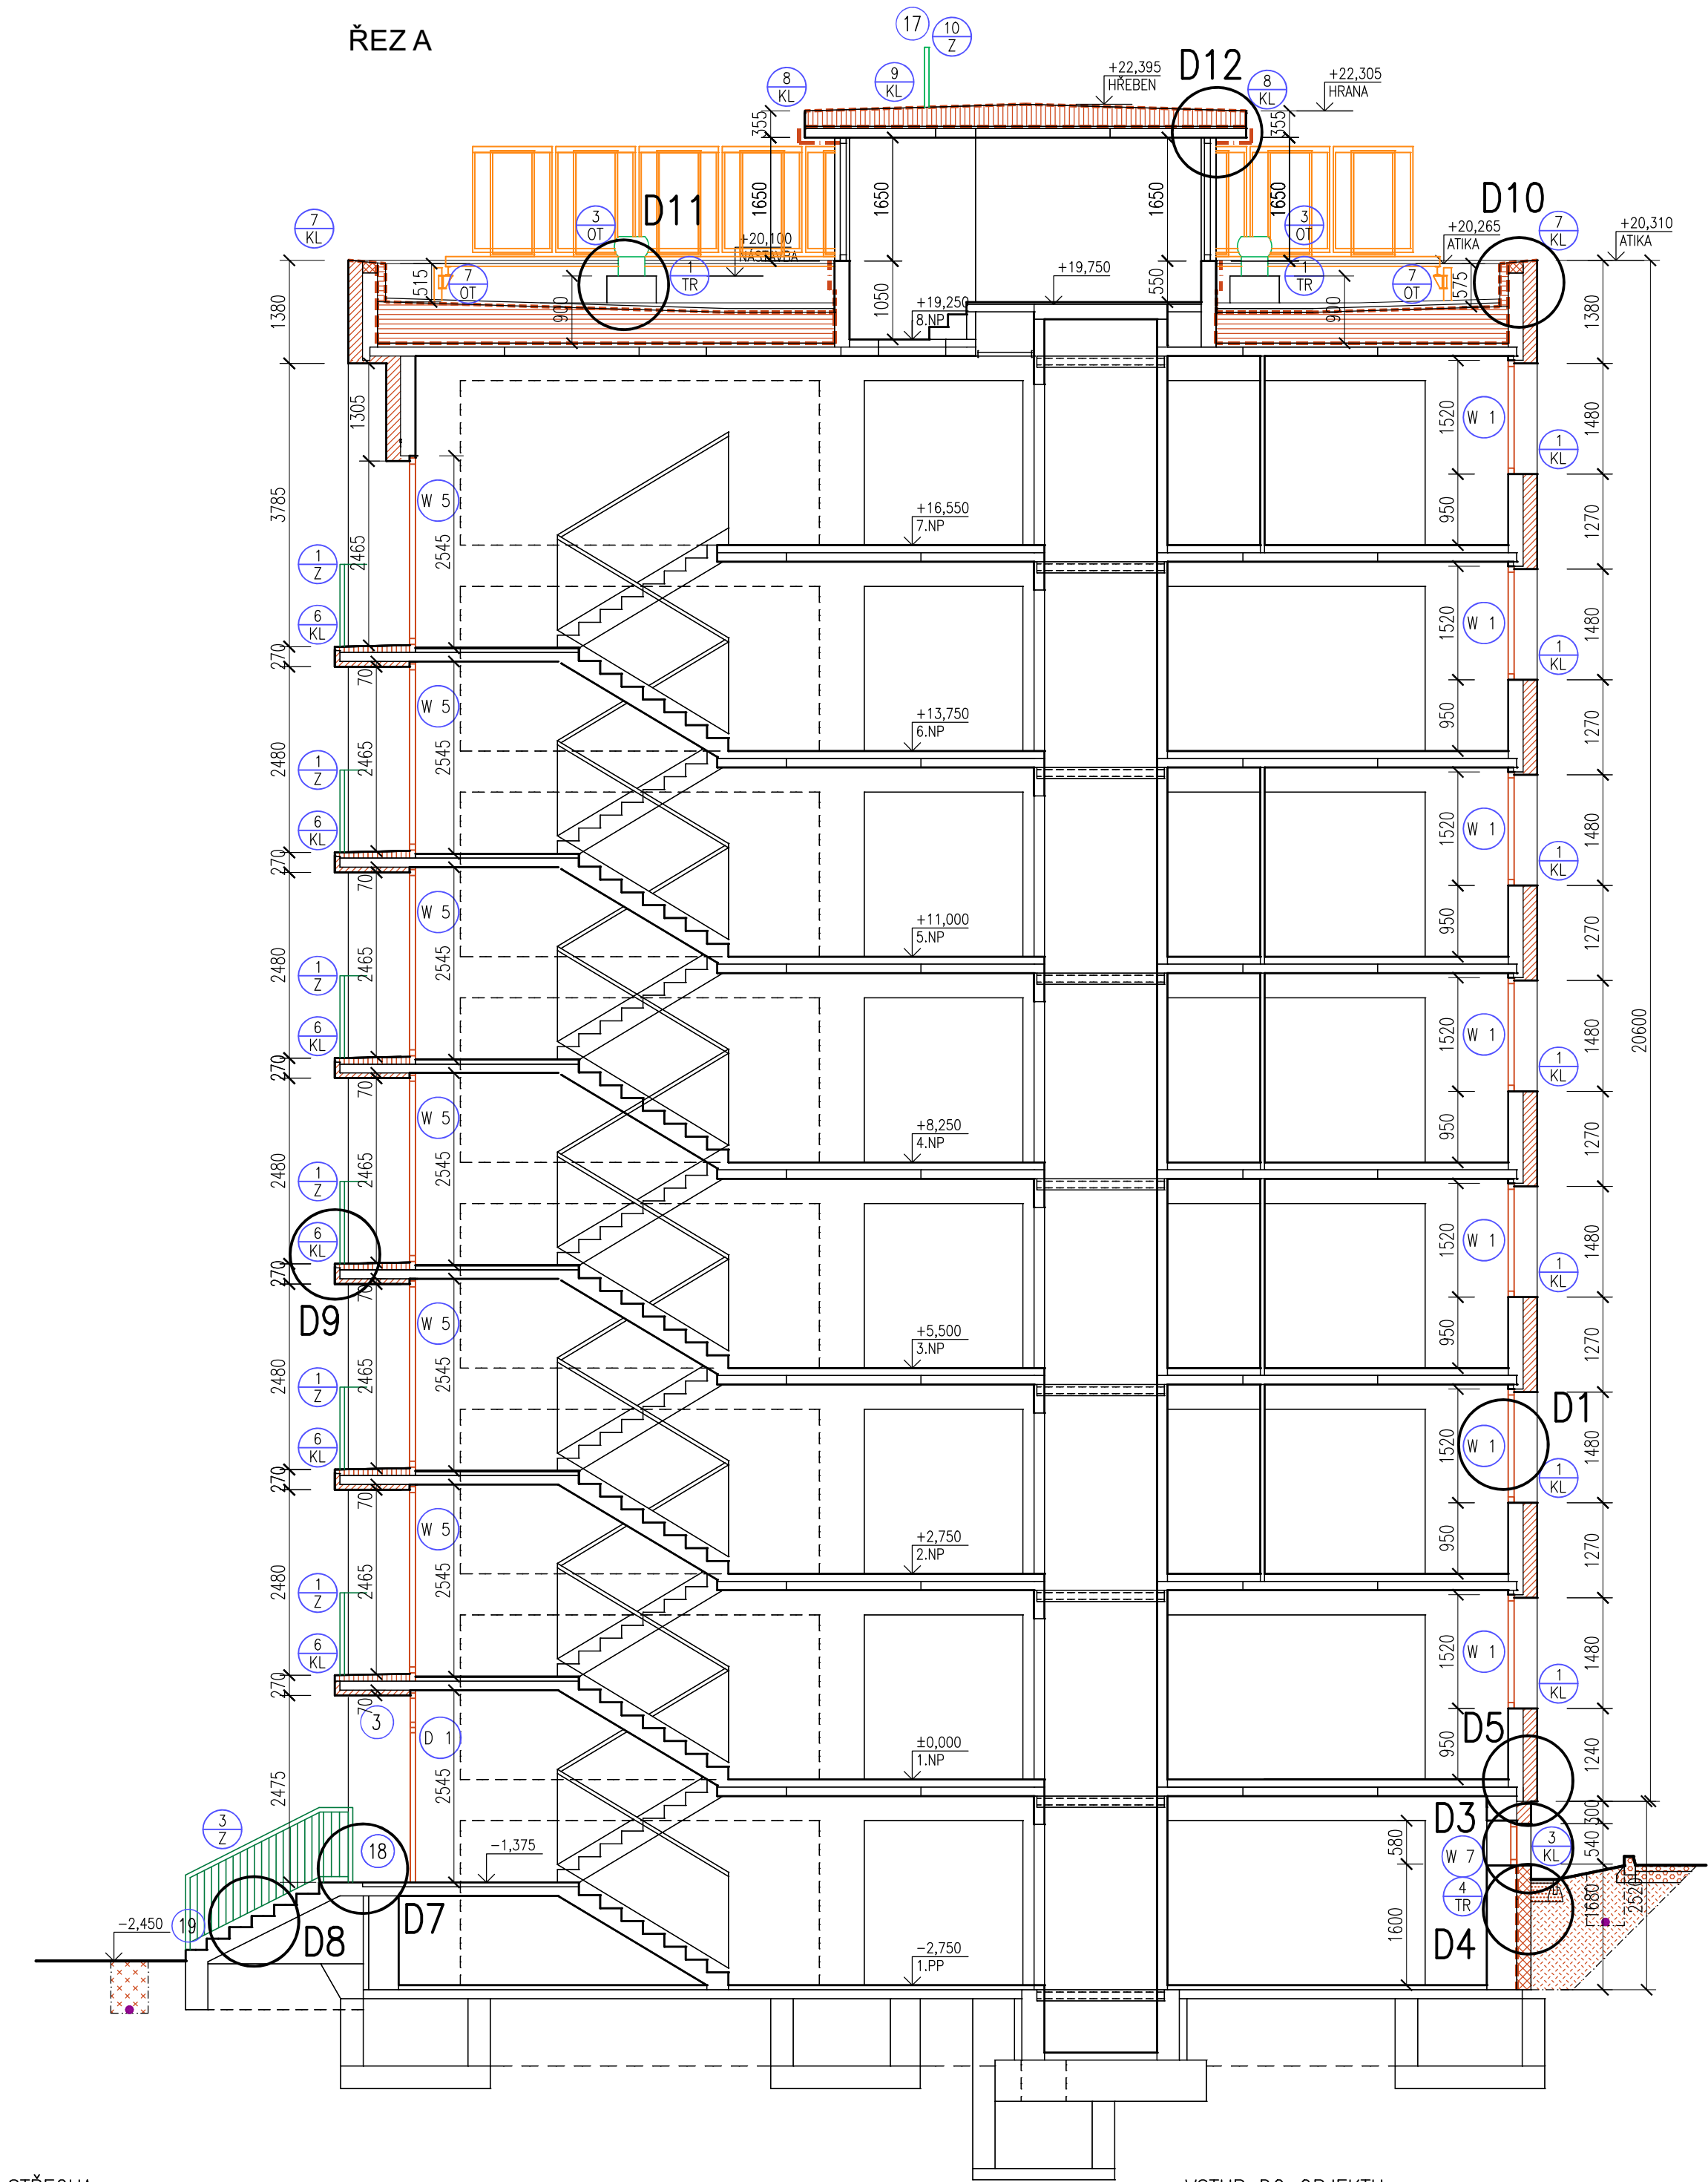 ŘEZ A
17
10
Z
8
KL
9
KL
+22,395
HŘEBEN
D12
8
KL
+22,305
HRANA
355
355
1650
1650
1650
1650
7
KL
3
OT
D11
+20,100
NÁSTAVBA
3
OT
D10
7
KL
+20,265
ATIKA
+20,310
ATIKA
515
7
OT
1
TR
+19,750
1
TR
7
OT
575
1380
900
1050
+19,250
8.NP
550
900
1380
1305
3785
2465
W 5
2545
+16,550
7.NP
1520
W 1
1480
1
KL
950
1270
1
Z
6
KL
270
70
W 5
2480
2465
2545
+13,750
6.NP
1520
W 1
1480
1
KL
950
1270
1
Z
6
KL
270
70
W 5
2480
2465
2545
+11,000
5.NP
1520
W 1
1480
1
KL
950
1270
1
Z
6
KL
270
70
W 5
2480
2465
2545
+8,250
4.NP
1520
W 1
1480
1
KL
950
1270
20600
1
Z
6
KL
270
70
D9
W 5
2480
2465
2545
+5,500
3.NP
1520
W 1
1480
1
KL
950
1270
1
Z
6
KL
270
70
W 5
2480
2465
2545
+2,750
2.NP
1520
W 1
D1
1480
1
KL
950
1270
1
Z
6
KL
270
70
3
D 1
2475
2545
±0,000
1.NP
1520
W 1
1480
1
KL
950
D5
1240
3
Z
18
-1,375
580
D3
W 7
3
KL
300
540
4
TR
-2,450
19
D8
D7
1600
D4
1680
2520
-2,750
1.PP